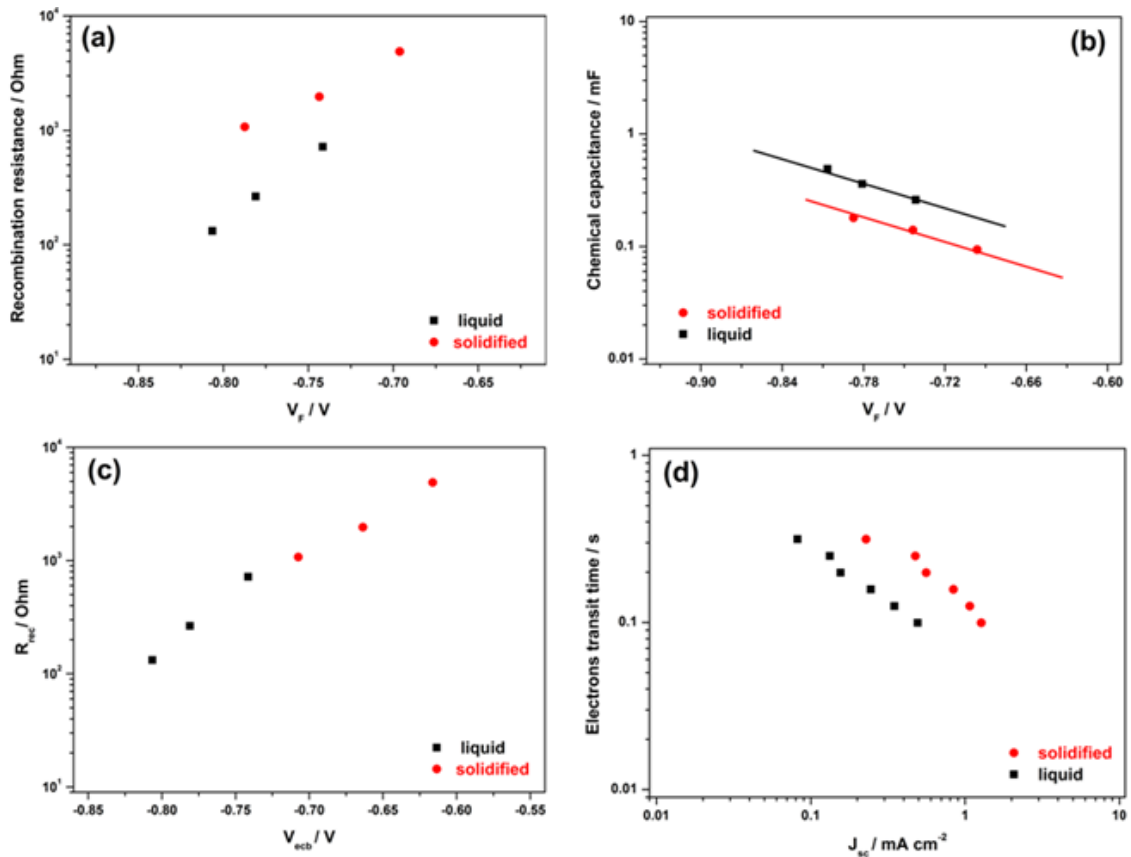 (a)
Recombination resistance / Ohm
10⁴
10³
10²
10¹
-0.85
-0.80
-0.75
-0.70
-0.65
V_F / V
liquid
solidified
(b)
Chemical capacitance / mF
10
1
0.1
0.01
-0.90
-0.84
-0.78
-0.72
-0.66
-0.60
V_F / V
solidified
liquid
(c)
R_rec / Ohm
10⁴
10³
10²
10¹
-0.85
-0.80
-0.75
-0.70
-0.65
-0.60
-0.55
V_ecb / V
liquid
solidified
(d)
Electrons transit time / s
1
0.1
0.01
0.01
0.1
1
10
J_sc / mA cm⁻²
solidified
liquid